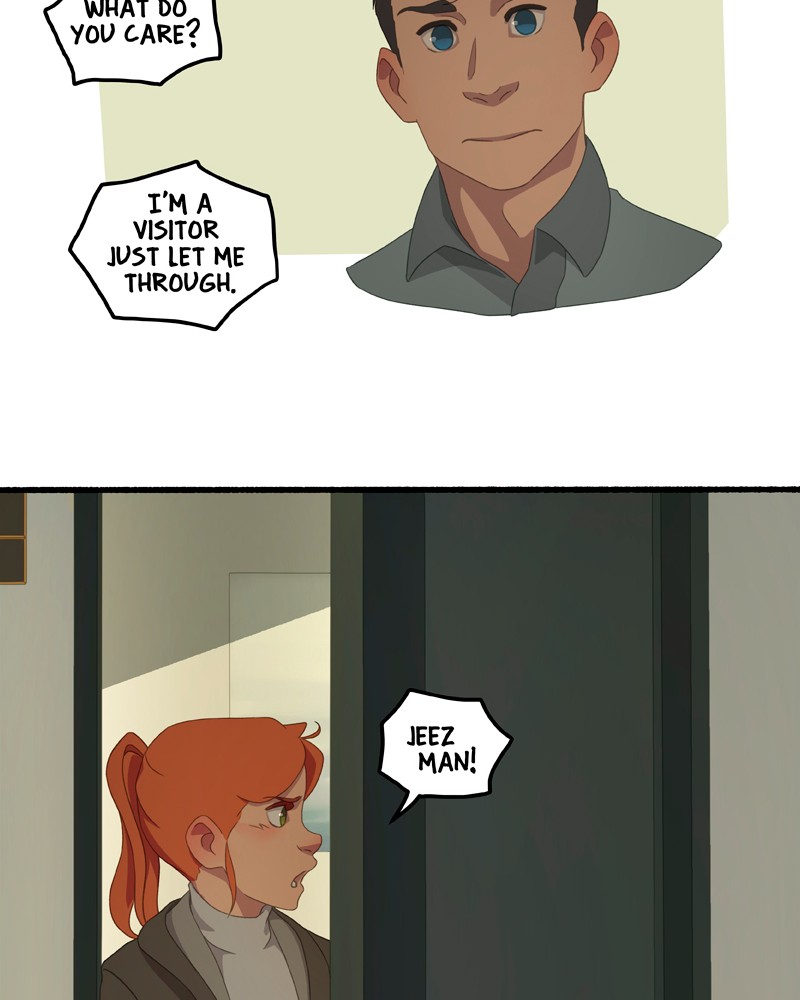 WHAT DO
YOU CARE?
I'M A
VISITOR
JUST LET ME
THROUGH.
JEEZ
MAN!